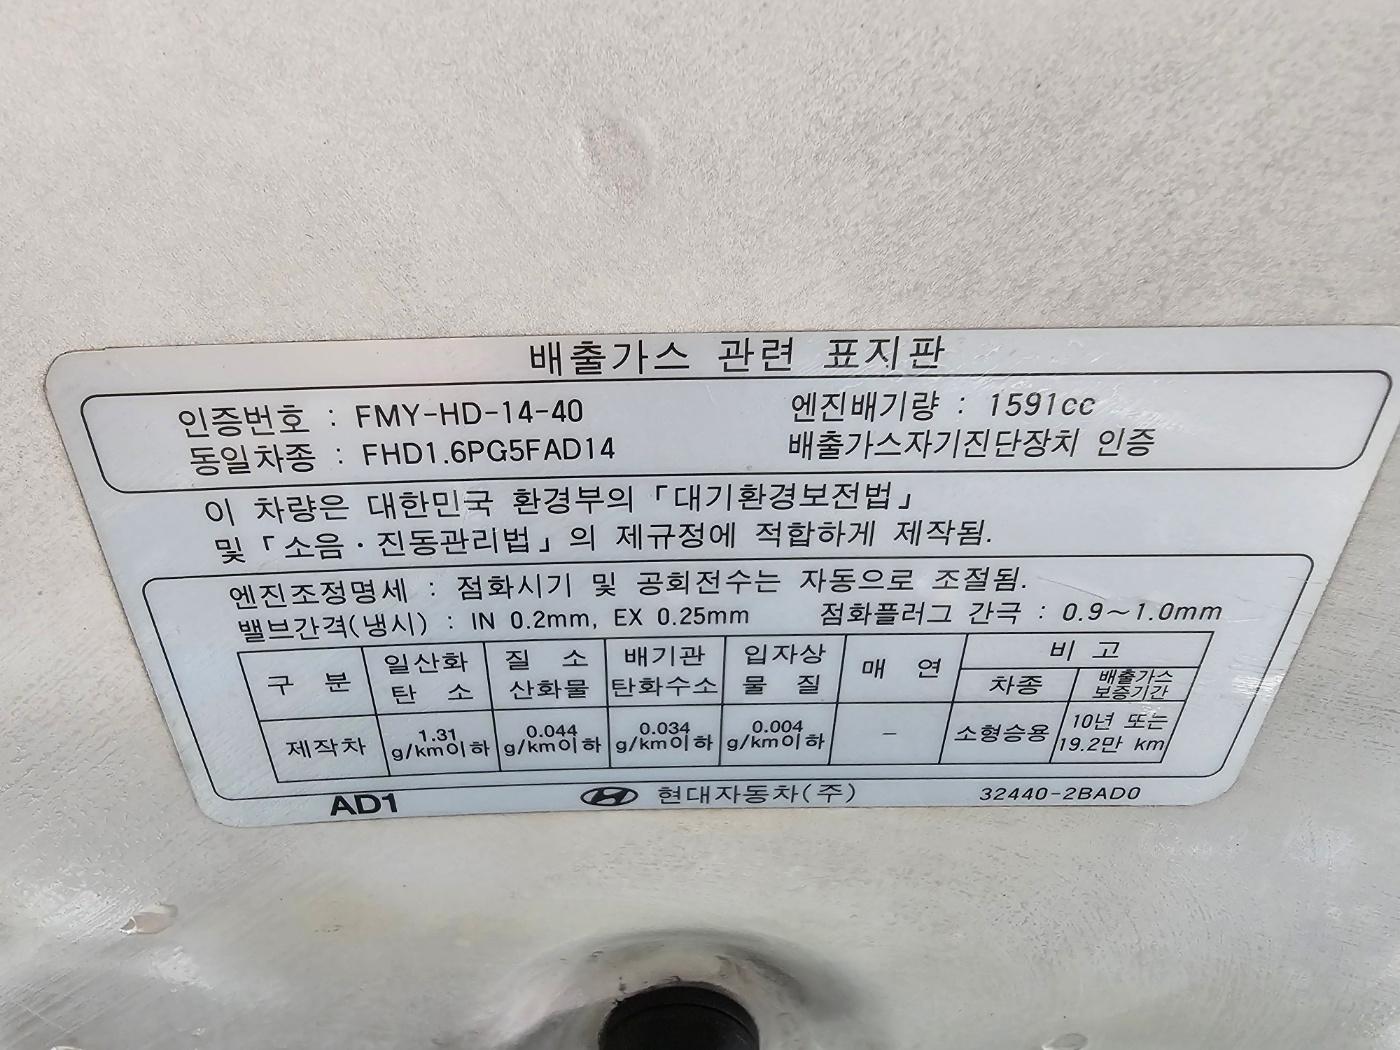 배출가스 관련 표지판
인증번호 : FMY-HD-14-40 엔진배기량 : 1591cc
동일차종 : FHD1.6PG5FAD14 배출가스자기진단장치 인증
이 차량은 대한민국 환경부의 「대기환경보전법」
및 「소음·진동관리법」의 제규정에 적합하게 제작됨.
엔진조정명세 : 점화시기 및 공회전수는 자동으로 조절됨.
밸브간격(냉시) : IN 0.2mm, EX 0.25mm 점화플러그 간극 : 0.9~1.0mm
구 분 일산화 탄 소 질 소 산화물 배기관 탄화수소 입자상 물 질 매 연 비 고
차종 배출가스 보증기간
제작차 1.31 g/km이하 0.044 g/km이하 0.034 g/km이하 0.004 g/km이하 - 소형승용 10년 또는 19.2만 km
AD1 현대자동차(주) 32440-2BAD0